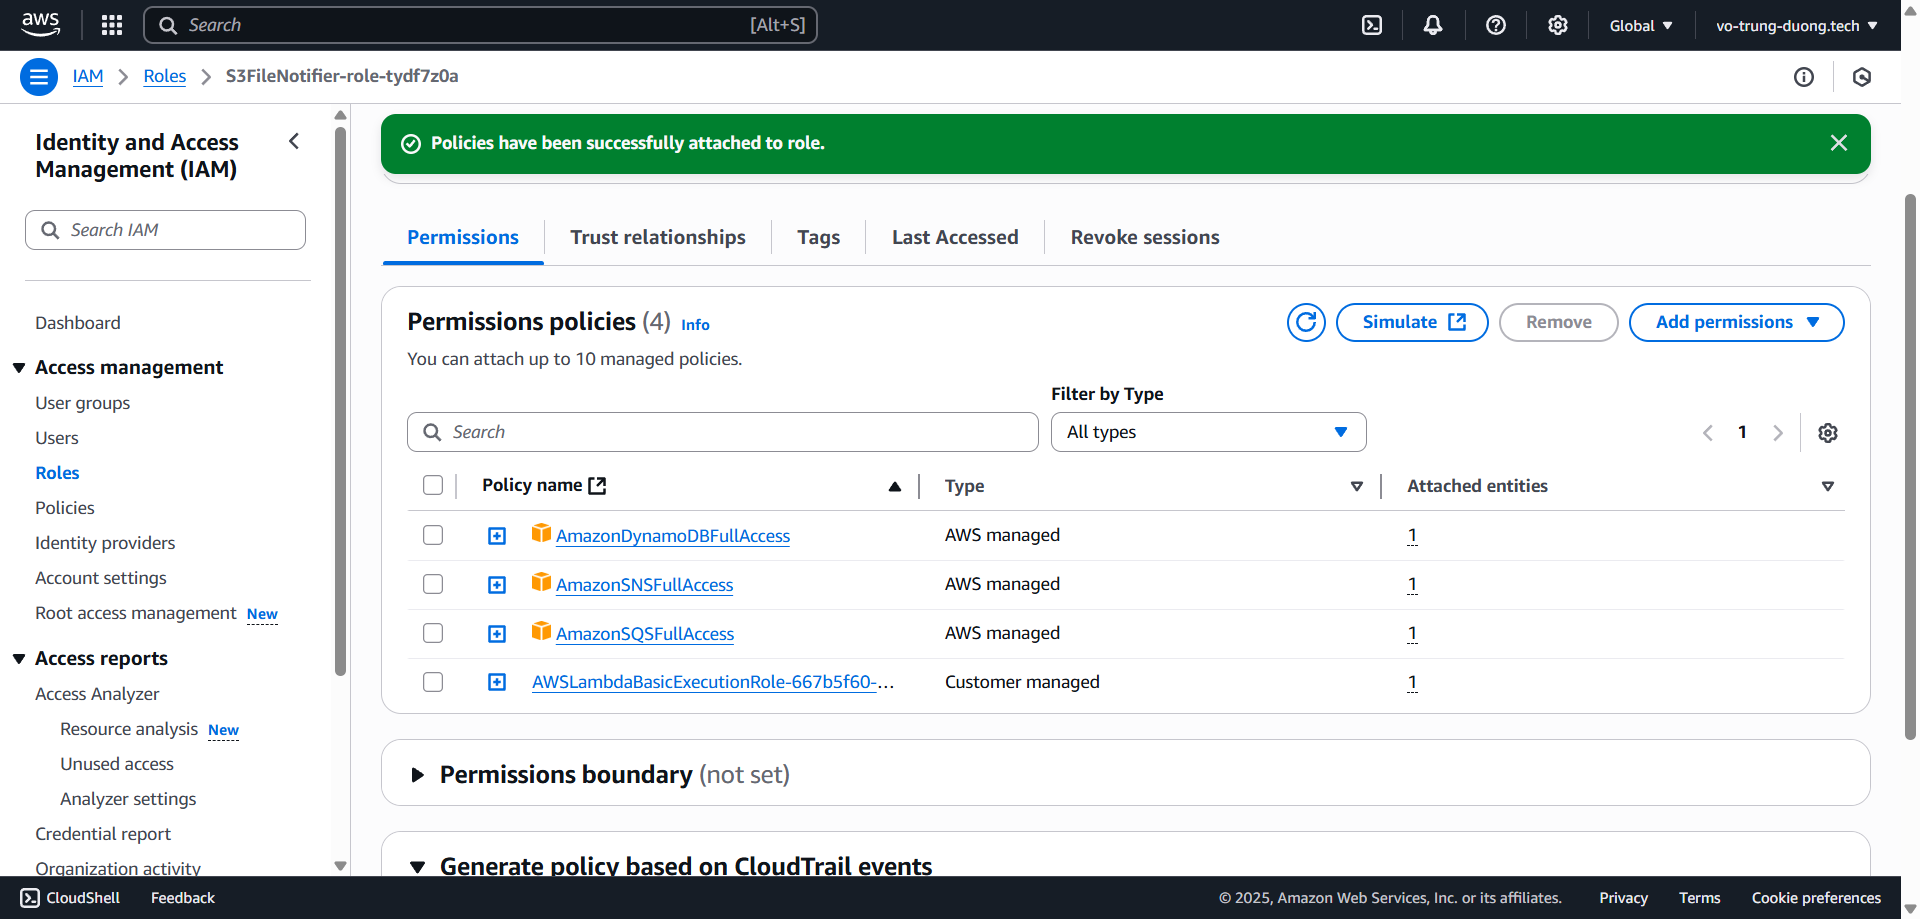 aws
Search
[Alt+S]
Global
vo-trung-duong.tech
IAM
Roles
S3FileNotifier-role-tydf7z0a
Identity and Access Management (IAM)
Search IAM
Dashboard
Access management
User groups
Users
Roles
Policies
Identity providers
Account settings
Root access management New
Access reports
Access Analyzer
Resource analysis New
Unused access
Analyzer settings
Credential report
Organization activity
Policies have been successfully attached to role.
Permissions
Trust relationships
Tags
Last Accessed
Revoke sessions
Permissions policies (4) Info
You can attach up to 10 managed policies.
Simulate
Remove
Add permissions
Filter by Type
Search
All types
1
Policy name
Type
Attached entities
AmazonDynamoDBFullAccess AWS managed 1
AmazonSNSFullAccess AWS managed 1
AmazonSQSFullAccess AWS managed 1
AWSLambdaBasicExecutionRole-667b5f60-... Customer managed 1
Permissions boundary (not set)
Generate policy based on CloudTrail events
CloudShell
Feedback
© 2025, Amazon Web Services, Inc. or its affiliates.
Privacy
Terms
Cookie preferences